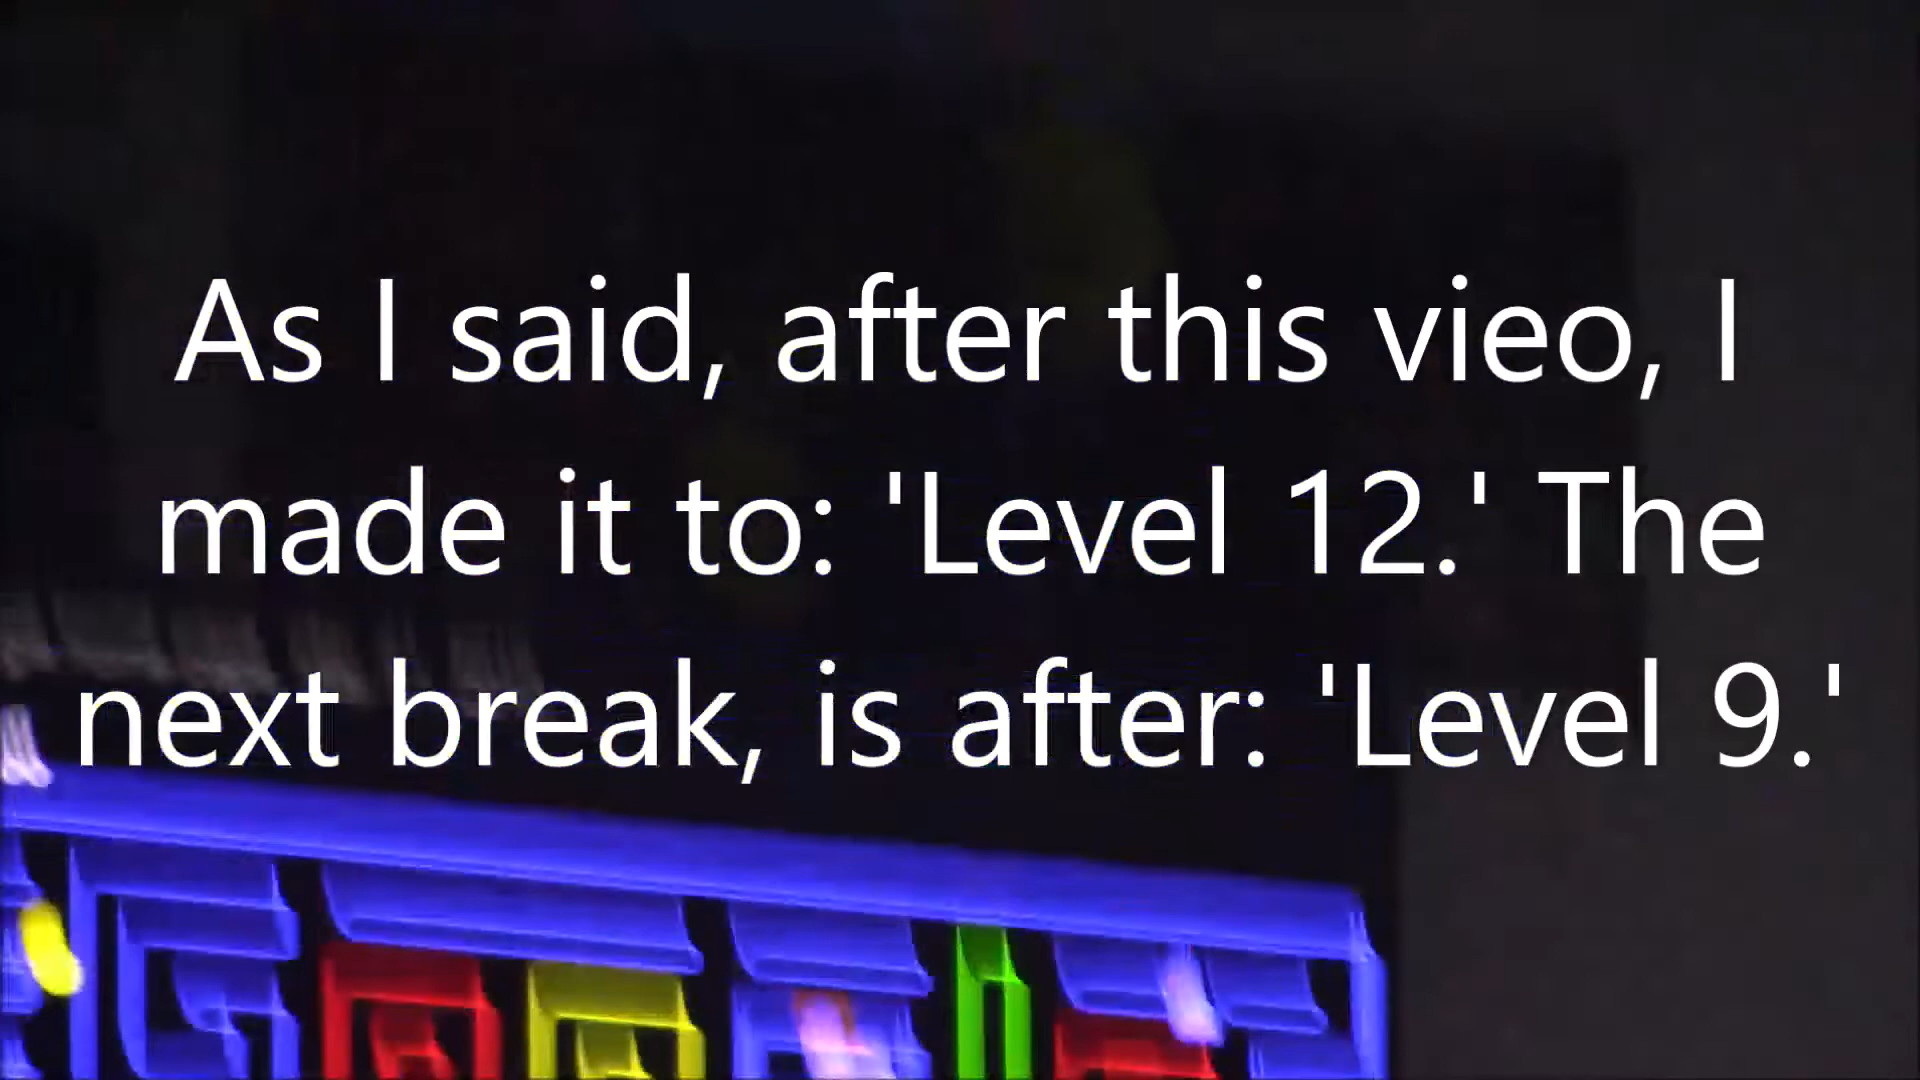 As I said, after this vieo, I
made it to: 'Level 12.' The
next break, is after: 'Level 9.'